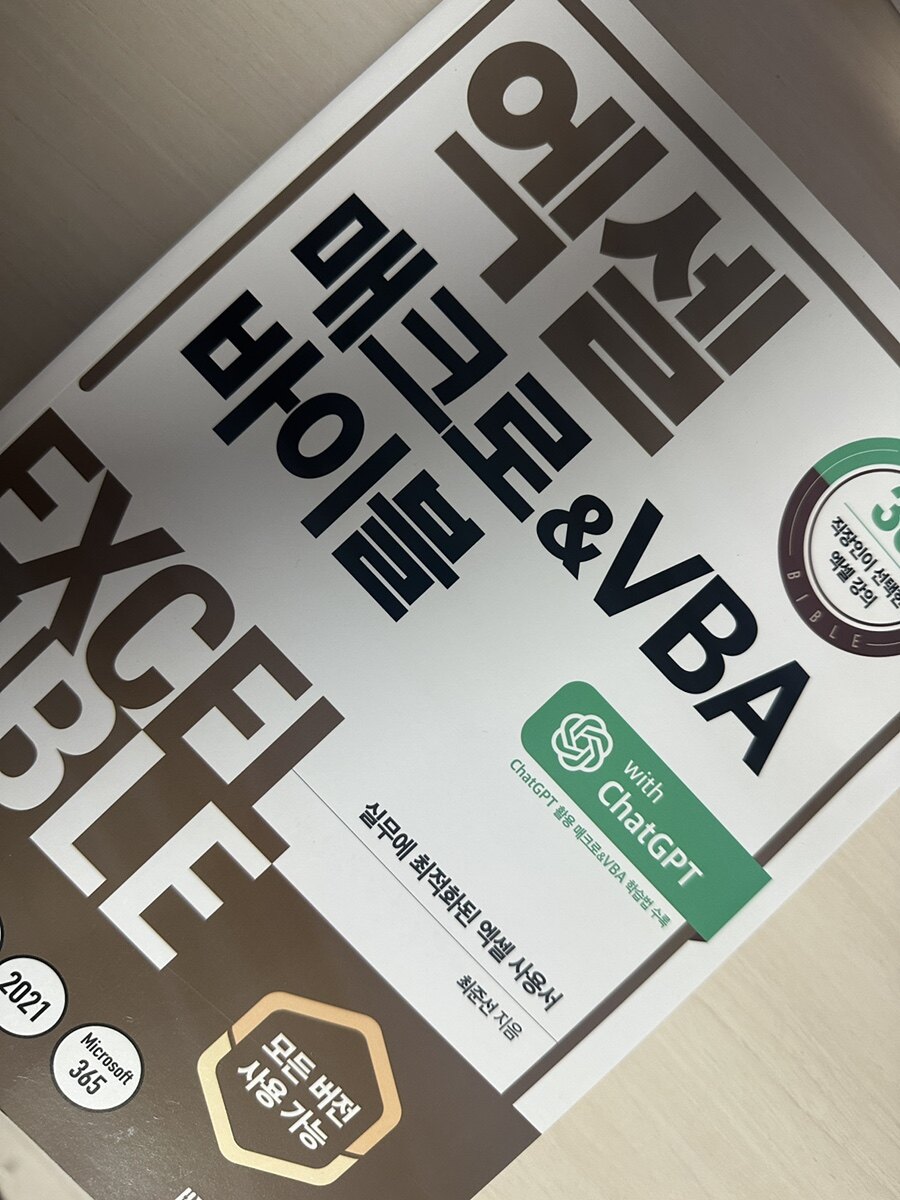 엑셀
매크로&VBA
바이블
직장인이 선택한
엑셀 강의
BIBLE
with
ChatGPT
ChatGPT 활용 매크로&VBA 학습법 수록
EXCEL
BIBLE
실무에 최적화된 엑셀 사용서
최준선 지음
2021
Microsoft
365
모든 버전
사용 가능